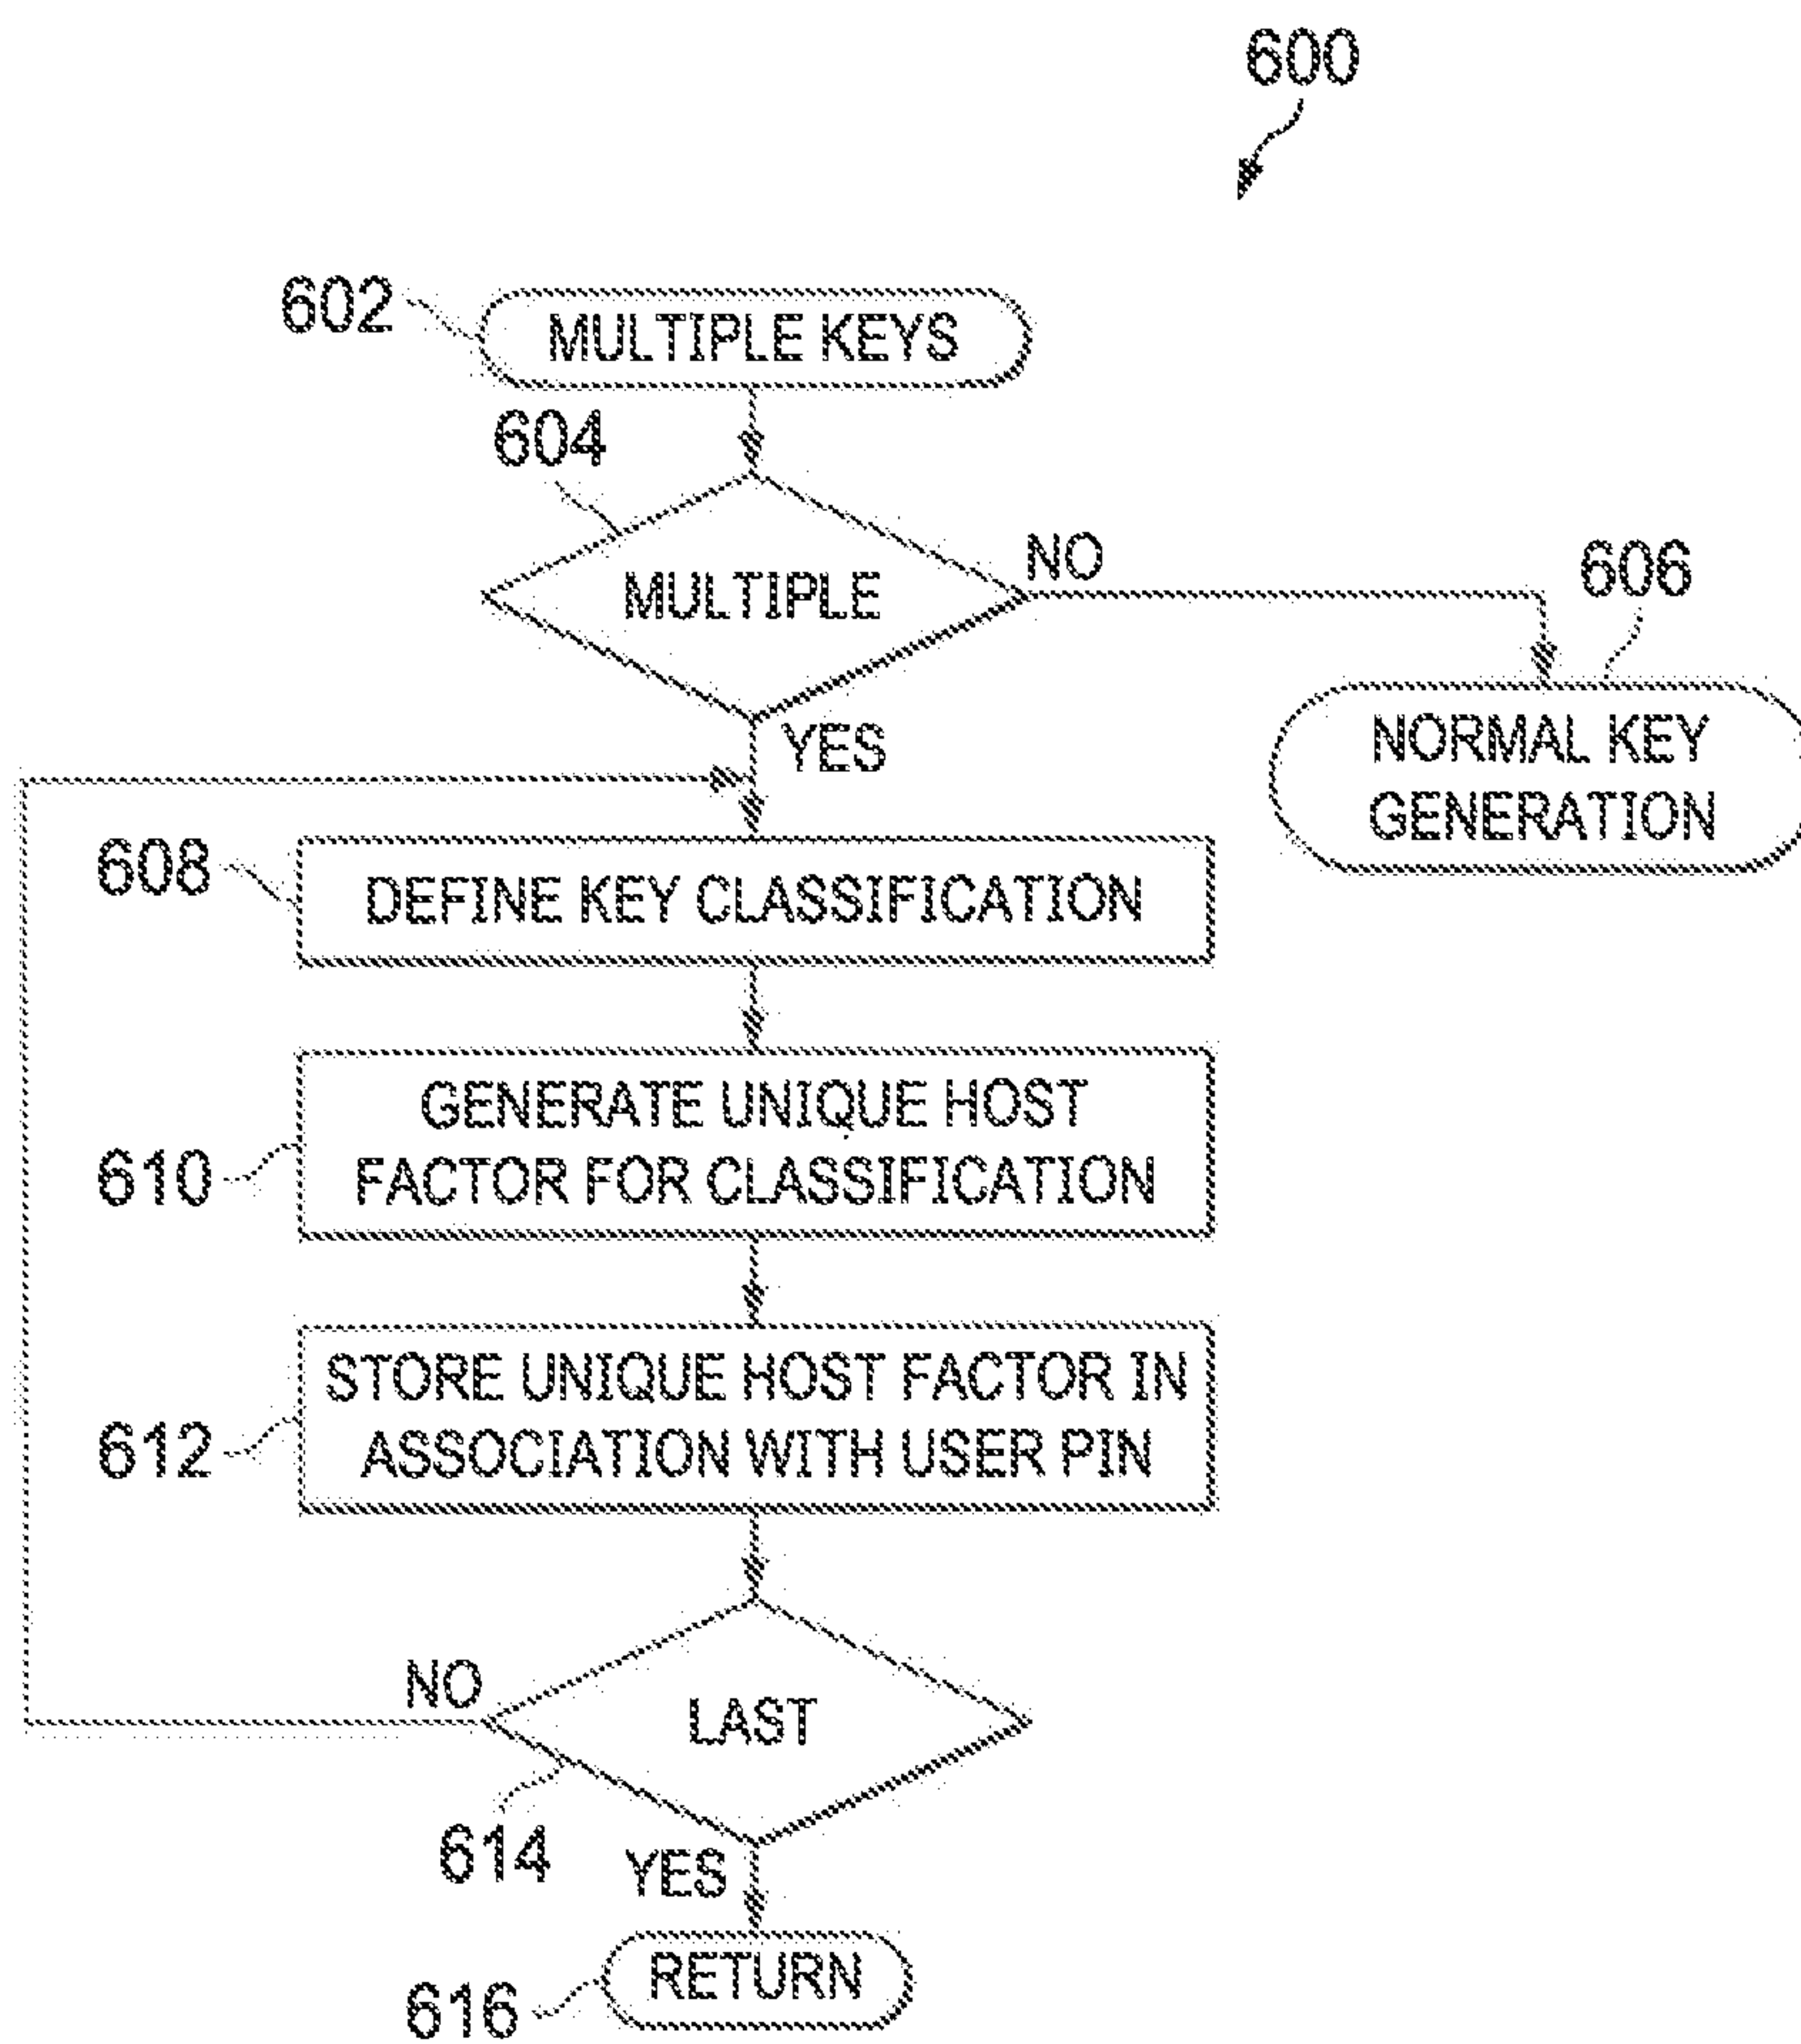 600
602
MULTIPLE KEYS
604
MULTIPLE
NO
606
NORMAL KEY
GENERATION
YES
608
DEFINE KEY CLASSIFICATION
610
GENERATE UNIQUE HOST
FACTOR FOR CLASSIFICATION
612
STORE UNIQUE HOST FACTOR IN
ASSOCIATION WITH USER PIN
NO
LAST
614
YES
RETURN
616